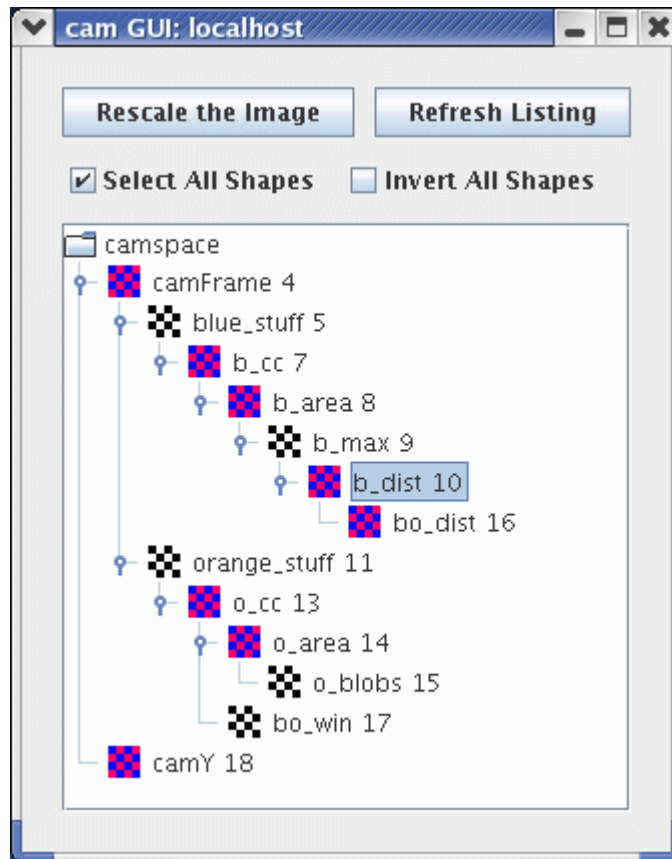 cam GUI: localhost
Rescale the Image
Refresh Listing
Select All Shapes
Invert All Shapes
camspace
camFrame 4
blue_stuff 5
b_cc 7
b_area 8
b_max 9
b_dist 10
bo_dist 16
orange_stuff 11
o_cc 13
o_area 14
o_blobs 15
bo_win 17
camY 18